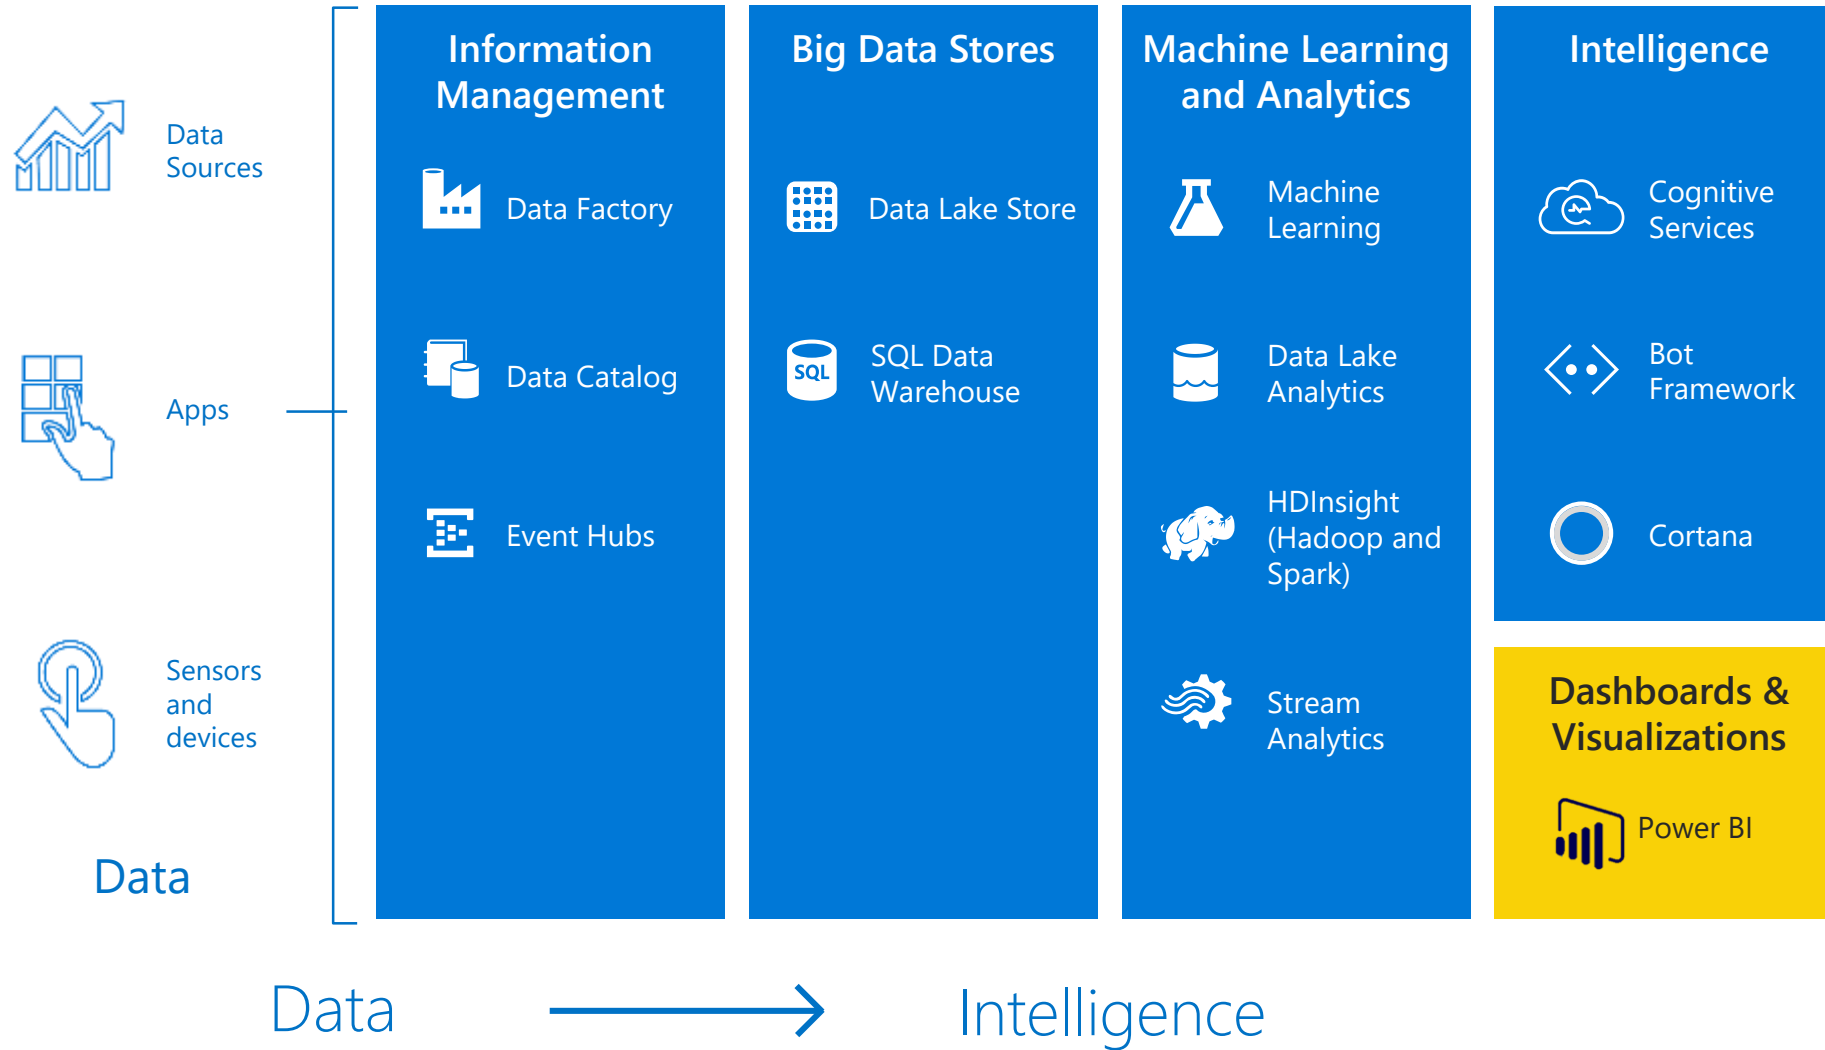 Data
Sources
Apps
Sensors
and
devices
Data
Information
Management
Data Factory
Data Catalog
Event Hubs
Big Data Stores
Data Lake Store
SQL
SQL Data
Warehouse
Machine Learning
and Analytics
Machine
Learning
Data Lake
Analytics
HDInsight
(Hadoop and
Spark)
Stream
Analytics
Intelligence
Cognitive
Services
Bot
Framework
Cortana
Dashboards &
Visualizations
Power BI
Data
Intelligence